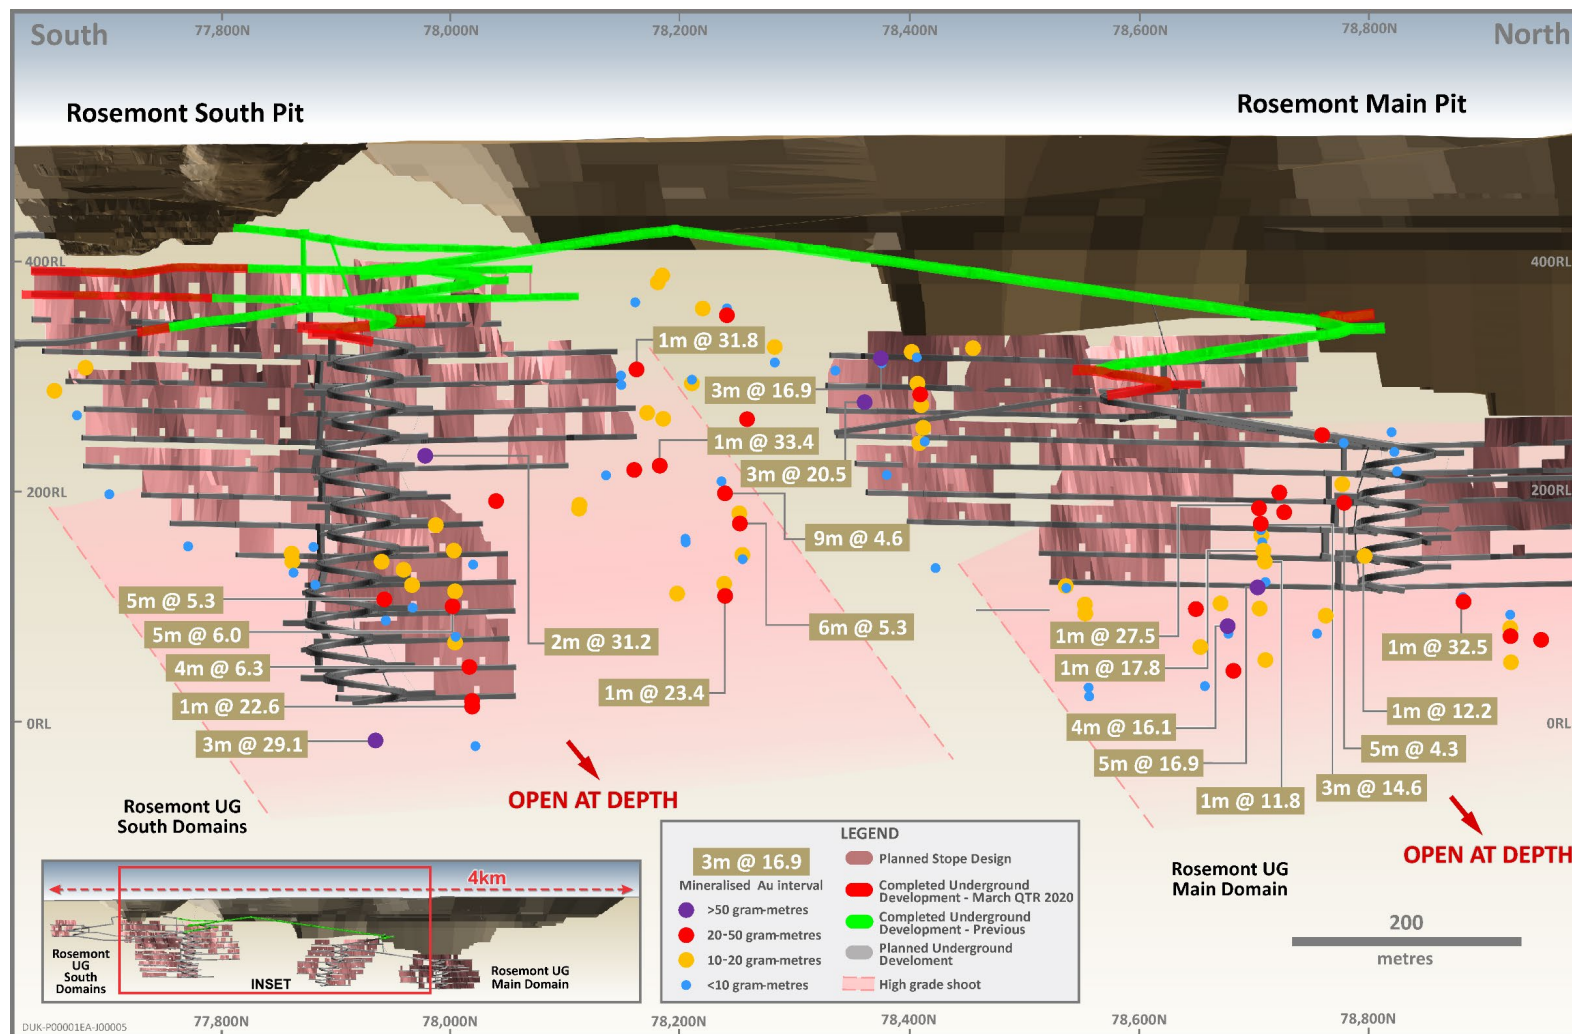 South
77,800N
78,000N
78,200N
78,400N
78,600N
78,800N
North
Rosemont South Pit
Rosemont Main Pit
400RL
400RL
1m @ 31.8
3m @ 16.9
1m @ 33.4
3m @ 20.5
200RL
200RL
9m @ 4.6
5m @ 5.3
5m @ 6.0
2m @ 31.2
6m @ 5.3
1m @ 27.5
1m @ 32.5
4m @ 6.3
1m @ 17.8
1m @ 22.6
1m @ 23.4
1m @ 12.2
0RL
0RL
3m @ 29.1
4m @ 16.1
5m @ 4.3
5m @ 16.9
3m @ 14.6
1m @ 11.8
OPEN AT DEPTH
OPEN AT DEPTH
Rosemont UG
South Domains
Rosemont UG
Main Domain
LEGEND
3m @ 16.9
Mineralised Au interval
>50 gram-metres
20-50 gram-metres
10-20 gram-metres
<10 gram-metres
Planned Stope Design
Completed Underground
Development - March QTR 2020
Completed Underground
Development - Previous
Planned Underground
Develoment
High grade shoot
200
metres
4km
Rosemont
UG
South
Domains
INSET
Rosemont UG
Main Domain
DUK-P00001EA-J00005
77,800N
78,000N
78,200N
78,400N
78,600N
78,800N